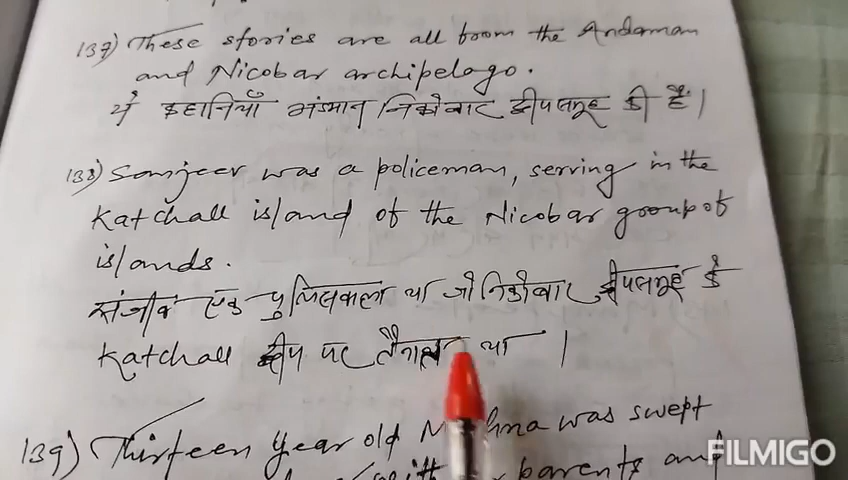 137) These stories are all from the Andaman
and Nicobar archipelago.
ये कहानियाँ अंडमान निकोबार द्वीपसमूह की हैं।
138) Sanjeev was a policeman, serving in the
Katchall island of the Nicobar group of
islands.
संजीव एक पुलिसवाला था जो निकोबार द्वीपसमूह के
Katchall द्वीप पर तैनात था।
139) Thirteen year old was swept
parents and
FILMIGO